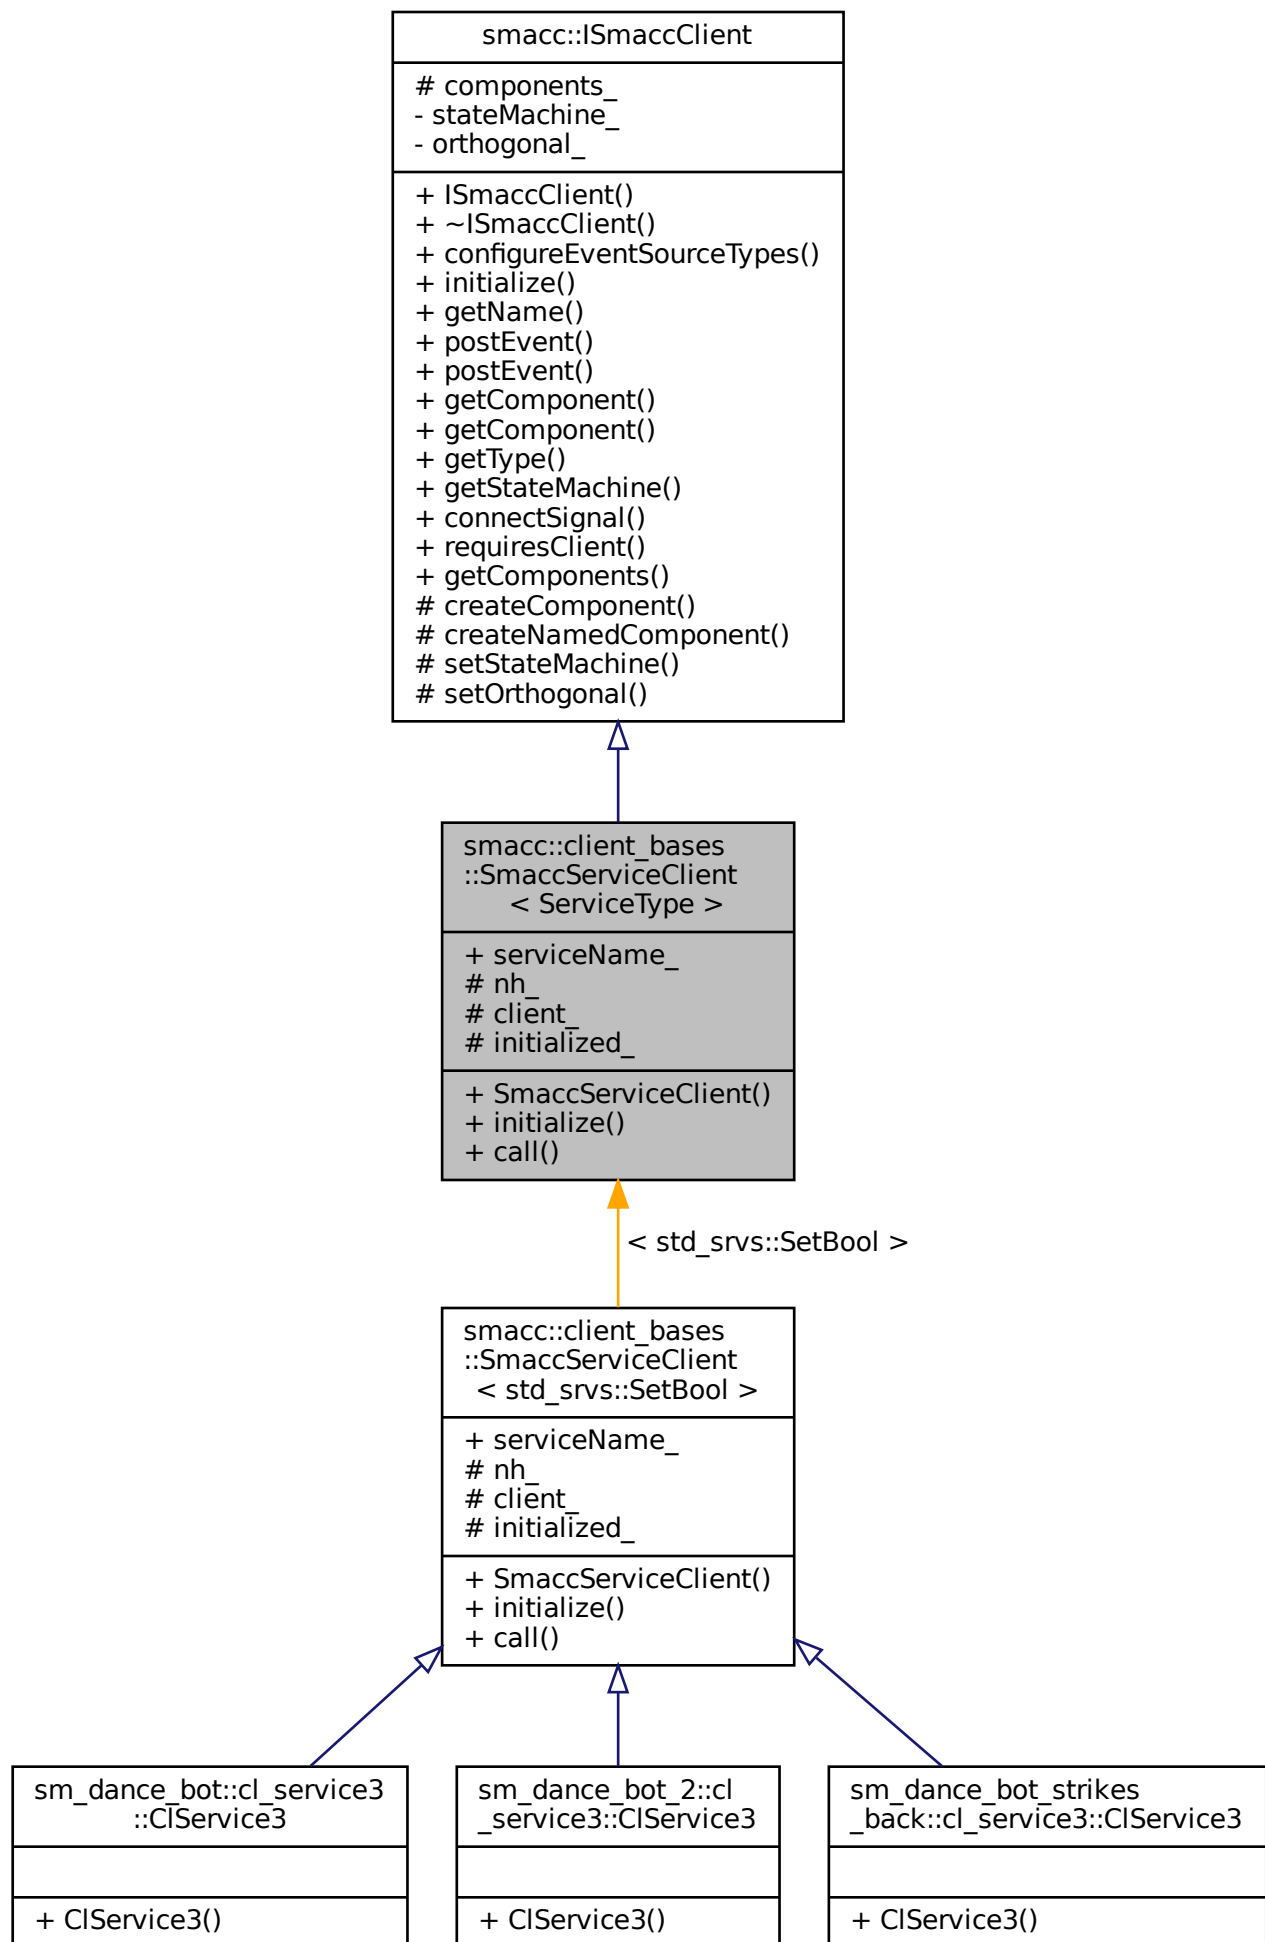 smacc::ISmaccClient
# components_
- stateMachine_
- orthogonal_
+ ISmaccClient()
+ ~ISmaccClient()
+ configureEventSourceTypes()
+ initialize()
+ getName()
+ postEvent()
+ postEvent()
+ getComponent()
+ getComponent()
+ getType()
+ getStateMachine()
+ connectSignal()
+ requiresClient()
+ getComponents()
# createComponent()
# createNamedComponent()
# setStateMachine()
# setOrthogonal()
smacc::client_bases
::SmaccServiceClient
< ServiceType >
+ serviceName_
# nh_
# client_
# initialized_
+ SmaccServiceClient()
+ initialize()
+ call()
< std_srvs::SetBool >
smacc::client_bases
::SmaccServiceClient
< std_srvs::SetBool >
+ serviceName_
# nh_
# client_
# initialized_
+ SmaccServiceClient()
+ initialize()
+ call()
sm_dance_bot::cl_service3
::ClService3
+ ClService3()
sm_dance_bot_2::cl
_service3::ClService3
+ ClService3()
sm_dance_bot_strikes
_back::cl_service3::ClService3
+ ClService3()